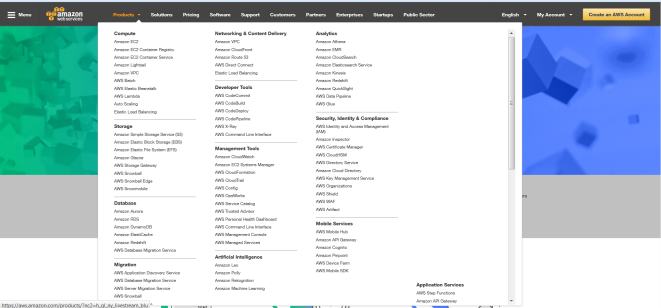 Menu
amazon
webservices
Products
Solutions
Pricing
Software
Support
Customers
Partners
Enterprises
Startups
Public Sector
English
My Account
Create an AWS Account
Compute
Amazon EC2
Amazon EC2 Container Registry
Amazon EC2 Container Service
Amazon Lightsail
Amazon VPC
AWS Batch
AWS Elastic Beanstalk
AWS Lambda
Auto Scaling
Elastic Load Balancing
Storage
Amazon Simple Storage Service (S3)
Amazon Elastic Block Storage (EBS)
Amazon Elastic File System (EFS)
Amazon Glacier
AWS Storage Gateway
AWS Snowball
AWS Snowball Edge
AWS Snowmobile
Database
Amazon Aurora
Amazon RDS
Amazon DynamoDB
Amazon ElastiCache
Amazon Redshift
AWS Database Migration Service
Migration
AWS Application Discovery Service
AWS Database Migration Service
AWS Server Migration Service
AWS Snowball
Networking & Content Delivery
Amazon VPC
Amazon CloudFront
Amazon Route 53
AWS Direct Connect
Elastic Load Balancing
Developer Tools
AWS CodeCommit
AWS CodeBuild
AWS CodeDeploy
AWS CodePipeline
AWS X-Ray
AWS Command Line Interface
Management Tools
Amazon CloudWatch
Amazon EC2 Systems Manager
AWS CloudFormation
AWS CloudTrail
AWS Config
AWS OpsWorks
AWS Service Catalog
AWS Trusted Advisor
AWS Personal Health Dashboard
AWS Command Line Interface
AWS Management Console
AWS Managed Services
Artificial Intelligence
Amazon Lex
Amazon Polly
Amazon Rekognition
Amazon Machine Learning
Analytics
Amazon Athena
Amazon EMR
Amazon CloudSearch
Amazon Elasticsearch Service
Amazon Kinesis
Amazon Redshift
Amazon QuickSight
AWS Data Pipeline
AWS Glue
Security, Identity & Compliance
AWS Identity and Access Management
(IAM)
Amazon Inspector
AWS Certificate Manager
AWS CloudHSM
AWS Directory Service
Amazon Cloud Directory
AWS Key Management Service
AWS Organizations
AWS Shield
AWS WAF
AWS Artifact
Mobile Services
AWS Mobile Hub
Amazon API Gateway
Amazon Cognito
Amazon Pinpoint
AWS Device Farm
AWS Mobile SDK
Application Services
AWS Step Functions
Amazon API Gateway